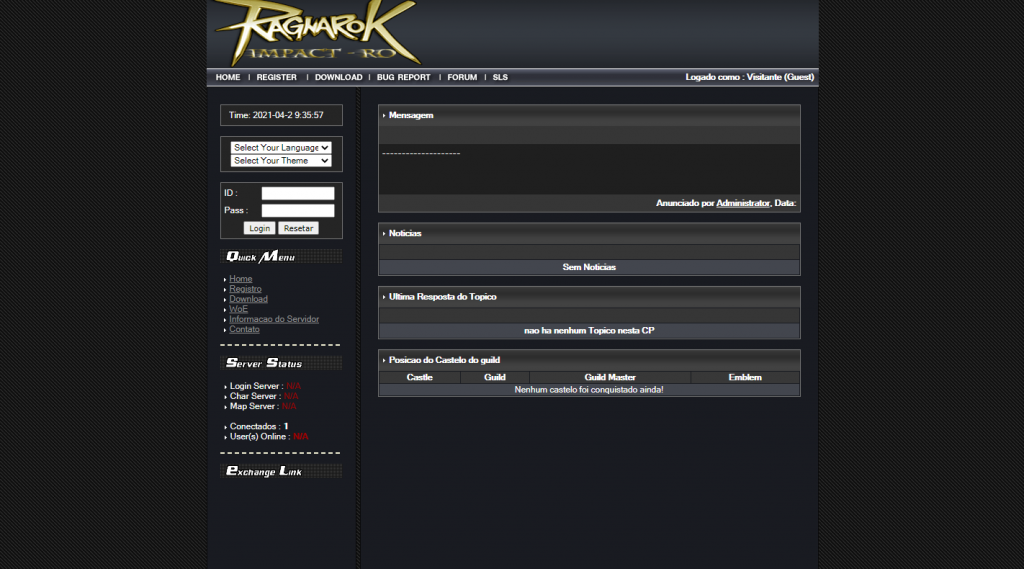 RAGNAROK
IMPACT - RO
HOME | REGISTER | DOWNLOAD | BUG REPORT | FORUM | SLS
Logado como : Visitante (Guest)
Time: 2021-04-2 9:35:57
Select Your Language
Select Your Theme
ID :
Pass :
Login Resetar
Quick Menu
Home
Registro
Download
WoE
Informacao do Servidor
Contato
Server Status
Login Server : N/A
Char Server : N/A
Map Server : N/A
Conectados : 1
User(s) Online : N/A
Exchange Link
Mensagem
--------------------
Anunciado por Administrator, Data:
Noticias
Sem Noticias
Ultima Resposta do Topico
nao ha nenhum Topico nesta CP
Posicao do Castelo do guild
Castle Guild Guild Master Emblem
Nenhum castelo foi conquistado ainda!